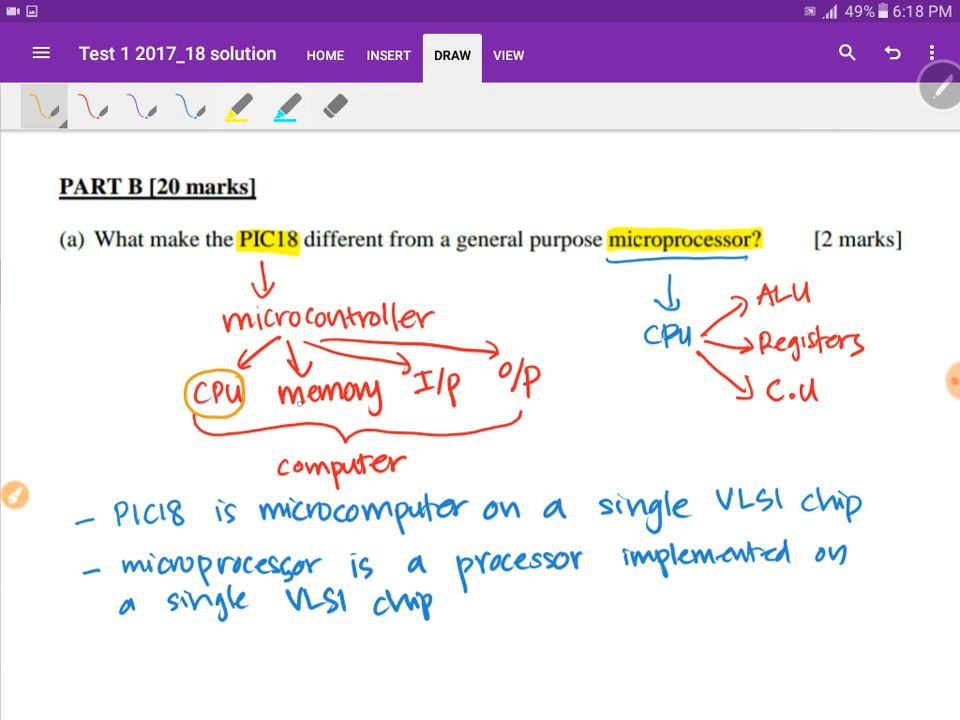 49% 6:18 PM
Test 1 2017_18 solution HOME INSERT DRAW VIEW
PART B [20 marks]
(a) What make the PIC18 different from a general purpose microprocessor? [2 marks]
microcontroller
CPU memory I/P O/P
computer
CPU
ALU
Registers
C.U
- PIC18 is microcomputer on a single VLSI chip
- microprocessor is a processor implemented on
a single VLSI chip